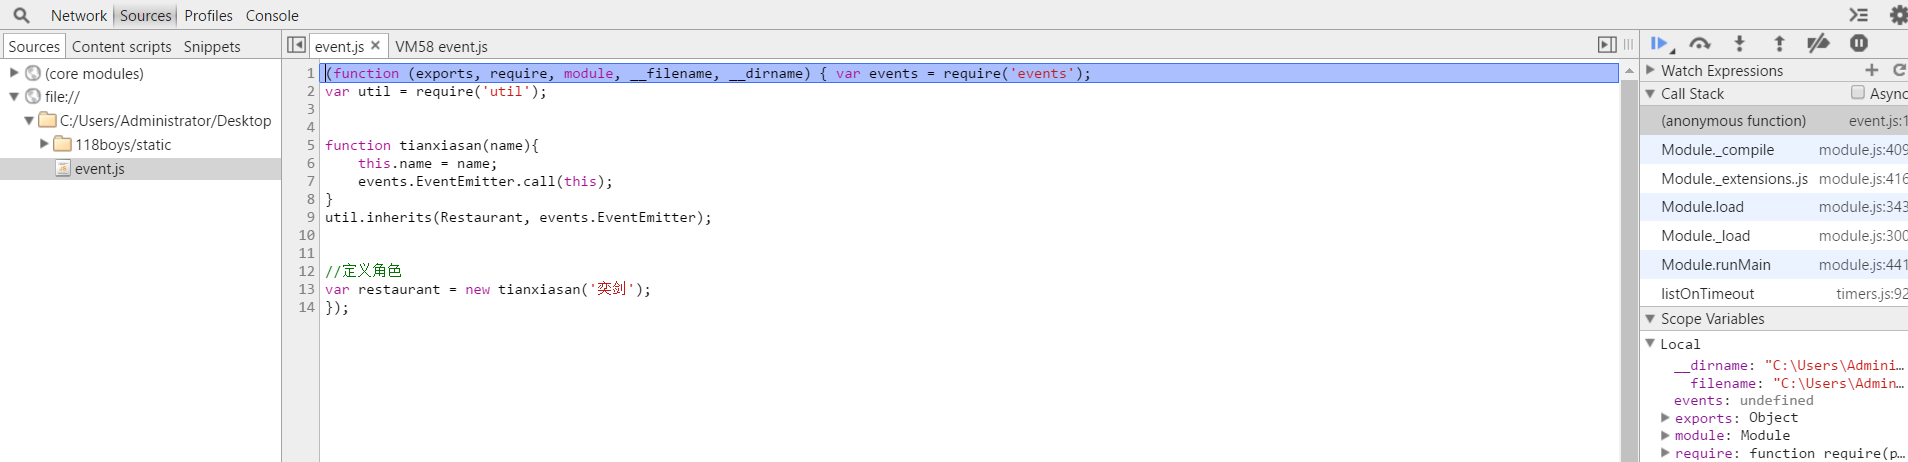 Network Sources Profiles Console
Sources Content scripts Snippets
(core modules)
file://
C:/Users/Administrator/Desktop
118boys/static
event.js
event.js × VM58 event.js
1 (function (exports, require, module, __filename, __dirname) { var events = require('events');
2 var util = require('util');
3
4
5 function tianxiasan(name){
6     this.name = name;
7     events.EventEmitter.call(this);
8 }
9 util.inherits(Restaurant, events.EventEmitter);
10
11
12 //定义角色
13 var restaurant = new tianxiasan('奕剑');
14 });
Watch Expressions
Call Stack Async
(anonymous function) event.js:1
Module._compile module.js:409
Module._extensions..js module.js:416
Module.load module.js:343
Module._load module.js:300
Module.runMain module.js:441
listOnTimeout timers.js:92
Scope Variables
Local
__dirname: "C:\Users\Admini…
filename: "C:\Users\Admin…
events: undefined
exports: Object
module: Module
require: function require(p…